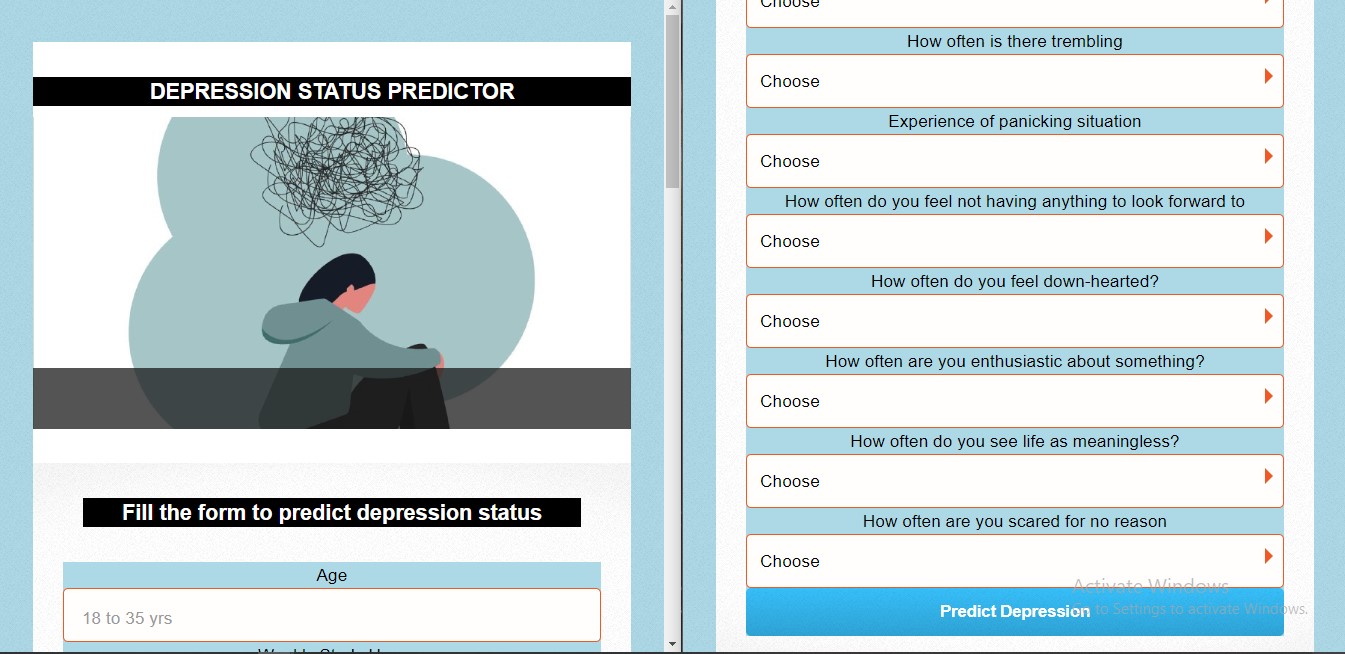 DEPRESSION STATUS PREDICTOR
Fill the form to predict depression status
Age
18 to 35 yrs
Choose
How often is there trembling
Choose
Experience of panicking situation
Choose
How often do you feel not having anything to look forward to
Choose
How often do you feel down-hearted?
Choose
How often are you enthusiastic about something?
Choose
How often do you see life as meaningless?
Choose
How often are you scared for no reason
Choose
Activate Windows
Predict Depression
to Settings to activate Windows.